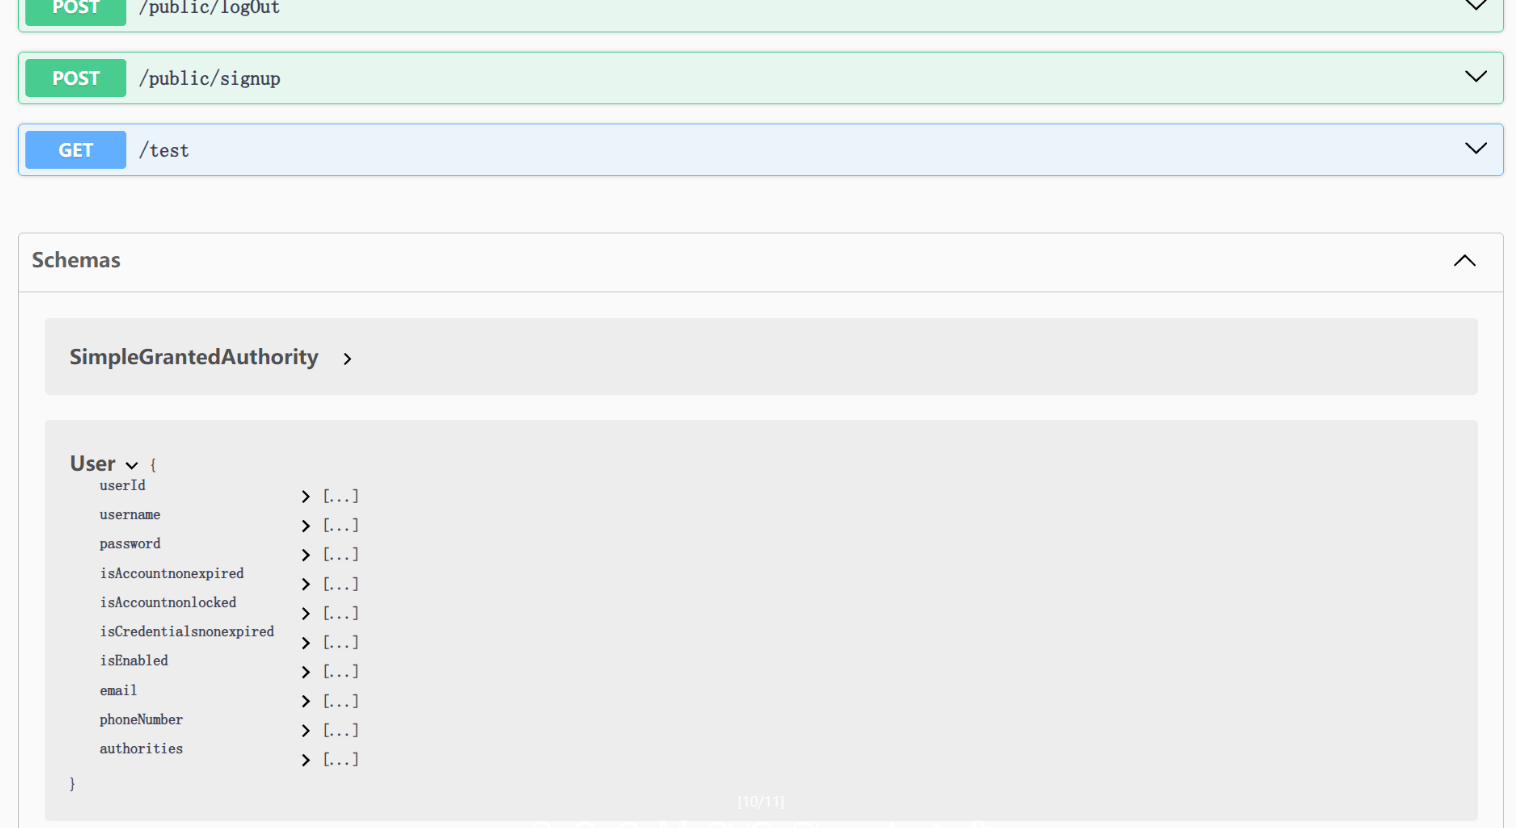 POST /public/logOut
POST /public/signup
GET /test
Schemas
SimpleGrantedAuthority
User {
userId [...]
username [...]
password [...]
isAccountnonexpired [...]
isAccountnonlocked [...]
isCredentialsnonexpired [...]
isEnabled [...]
email [...]
phoneNumber [...]
authorities [...]
}
[10/11]